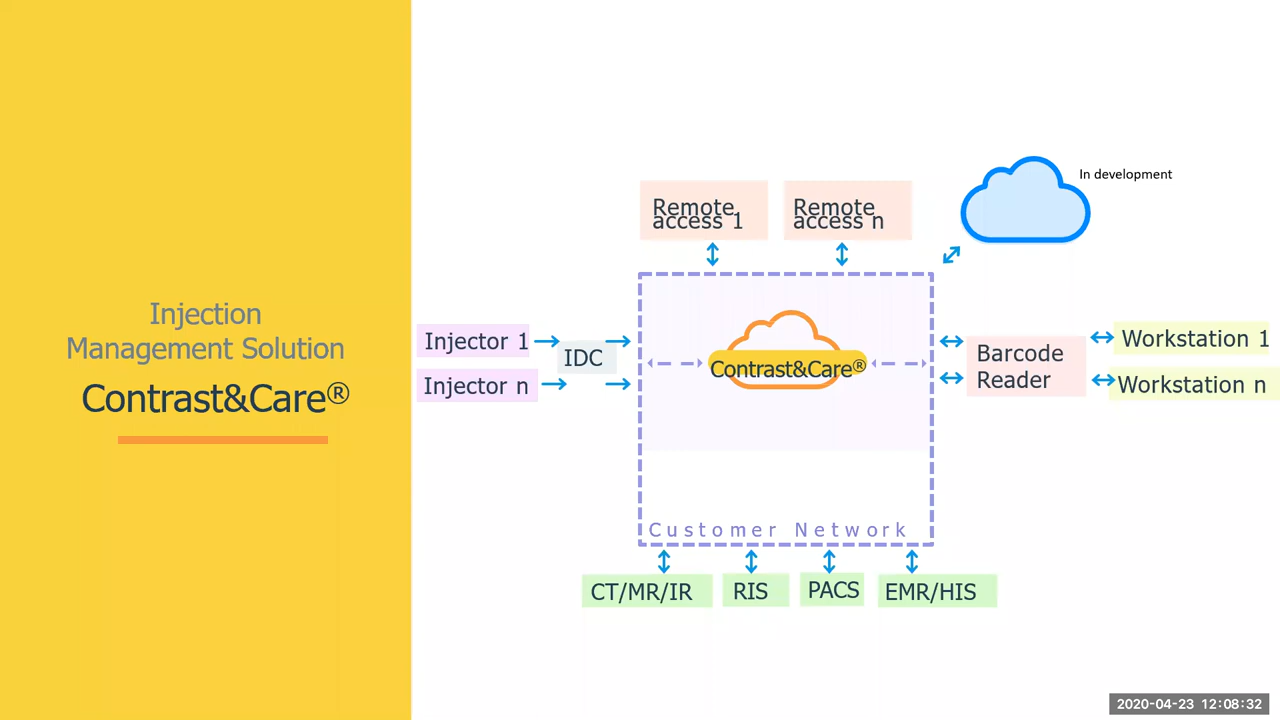 Injection
Management Solution
Contrast&Care®
In development
Remote
access 1
Remote
access n
Injector 1
Injector n
IDC
Contrast&Care®
Barcode
Reader
Workstation 1
Workstation n
Customer Network
CT/MR/IR
RIS
PACS
EMR/HIS
2020-04-23 12:08:32